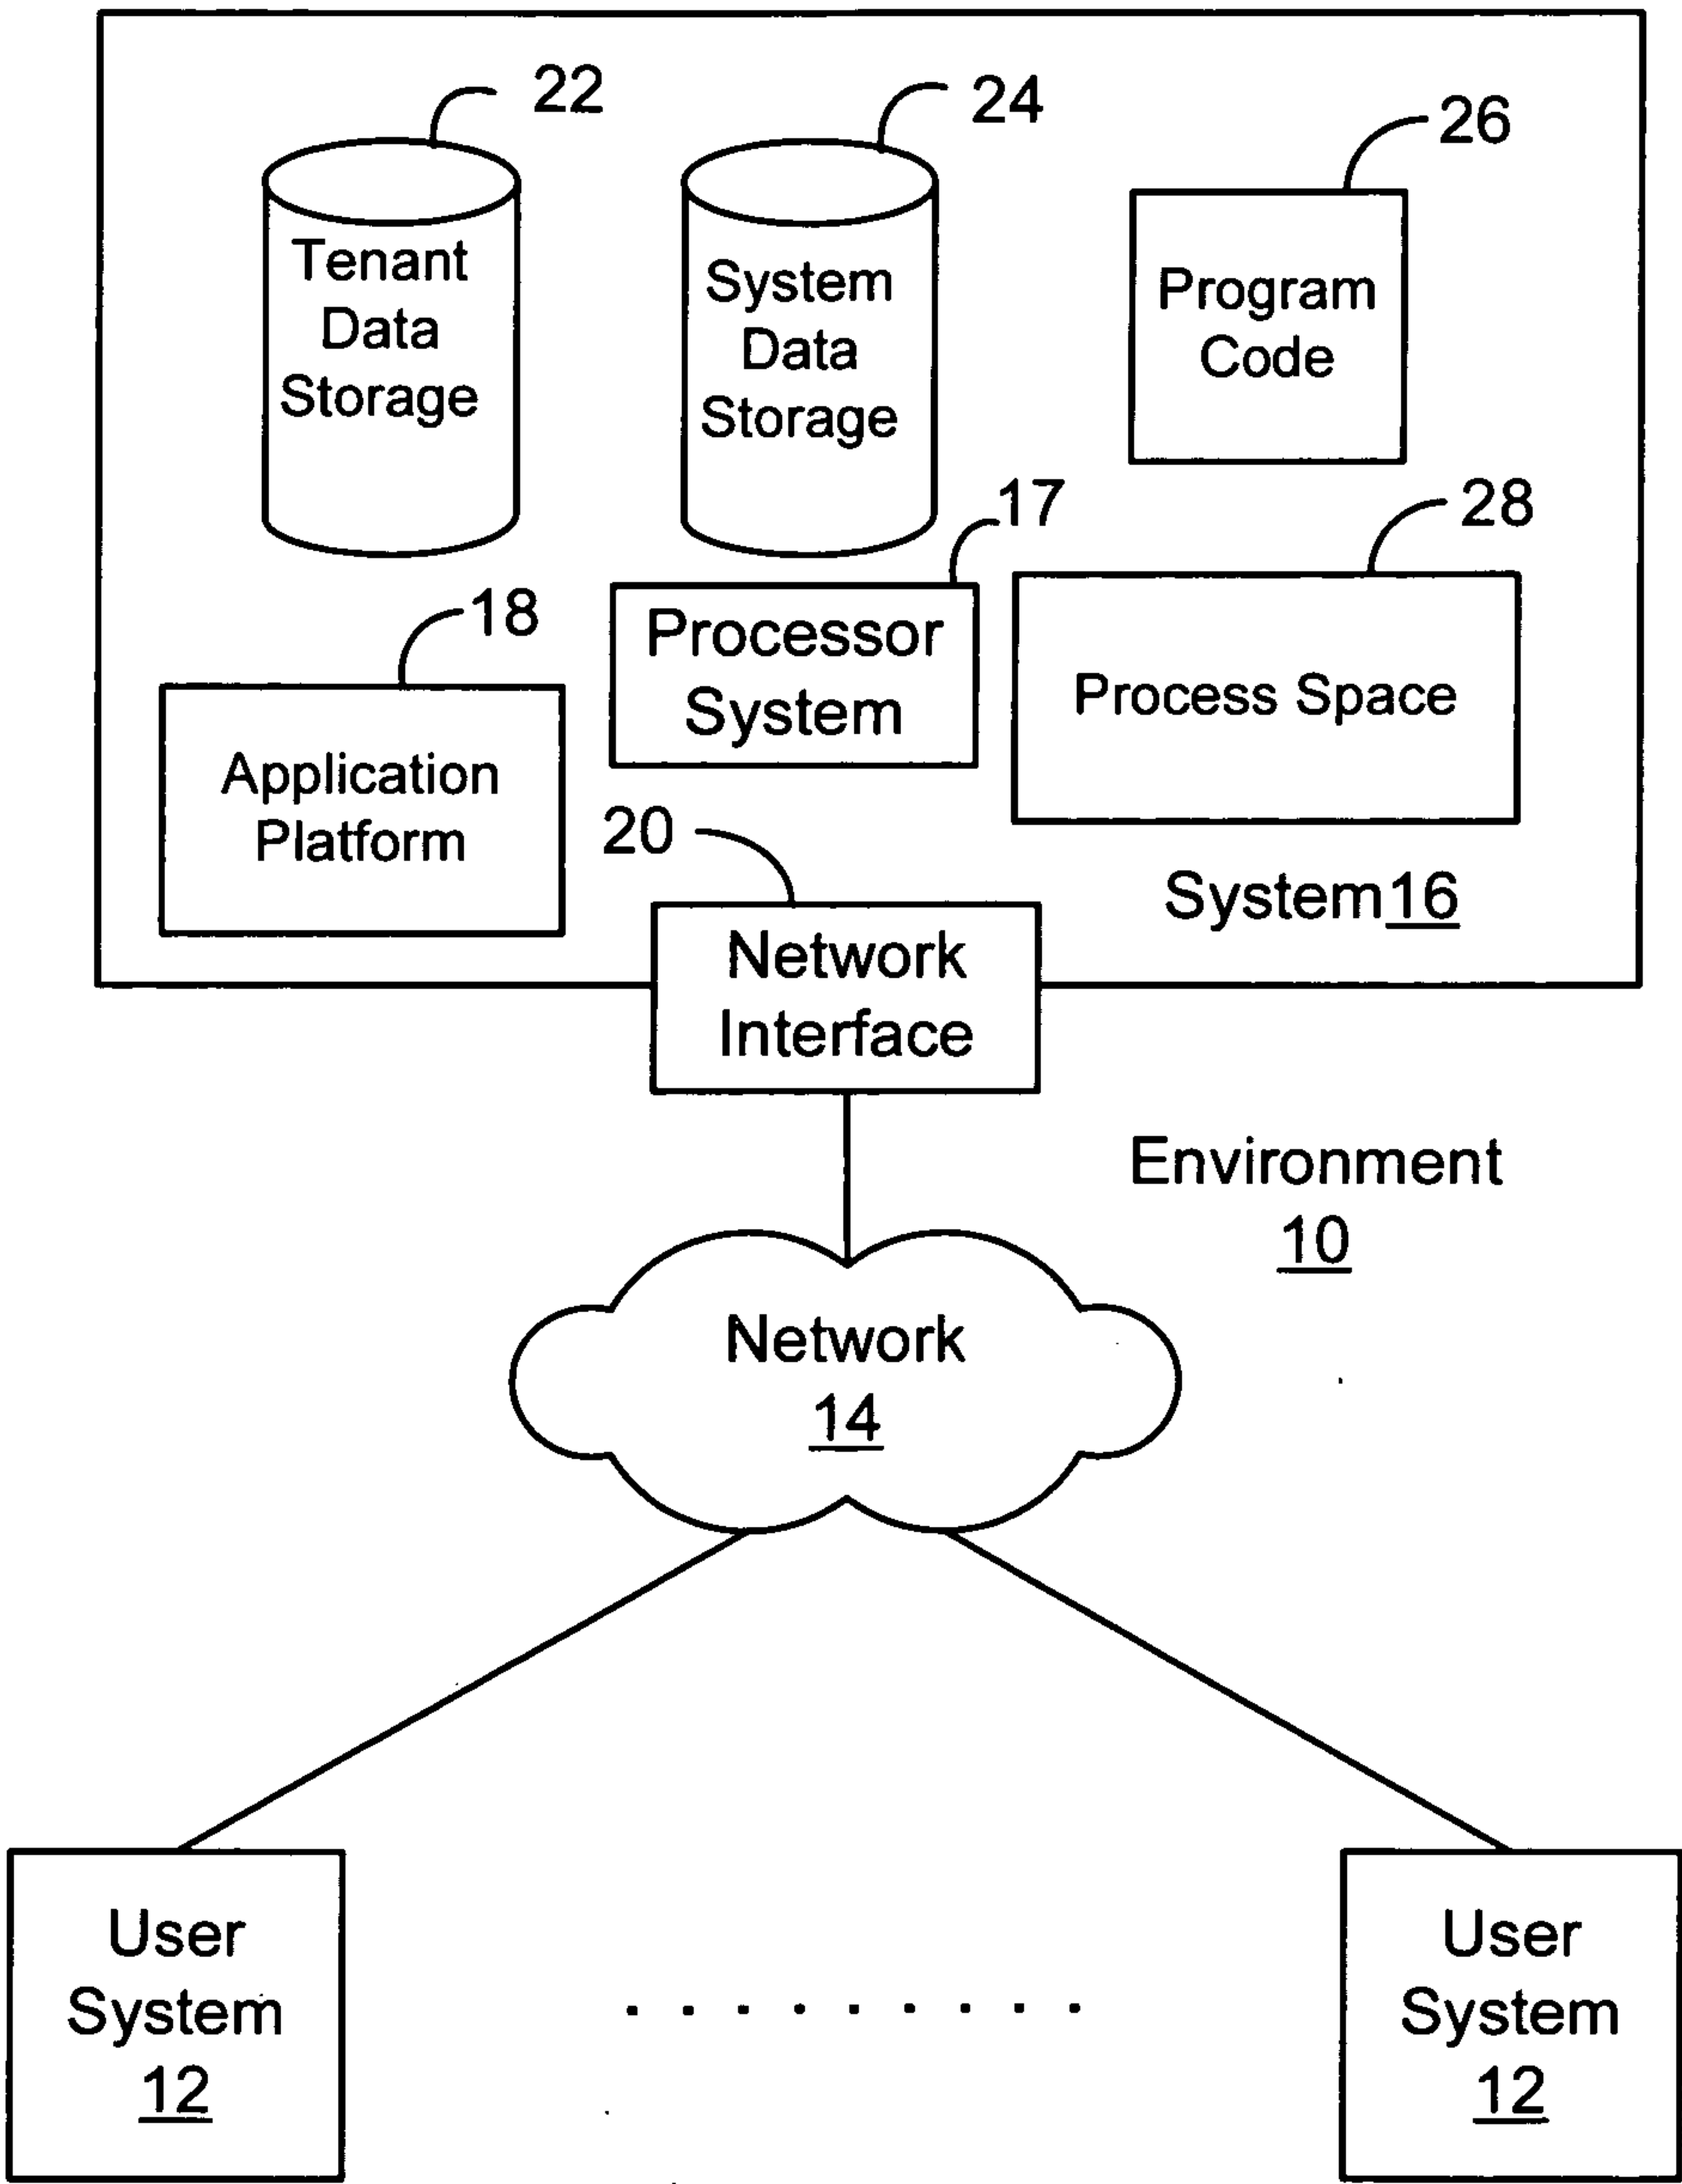 22
24
26
Tenant
Data
Storage
System
Data
Storage
Program
Code
17
28
18
Processor
System
Process Space
Application
Platform
20
System16
Network
Interface
Environment
10
Network
14
User
System
12
. . . . . . . . .
User
System
12